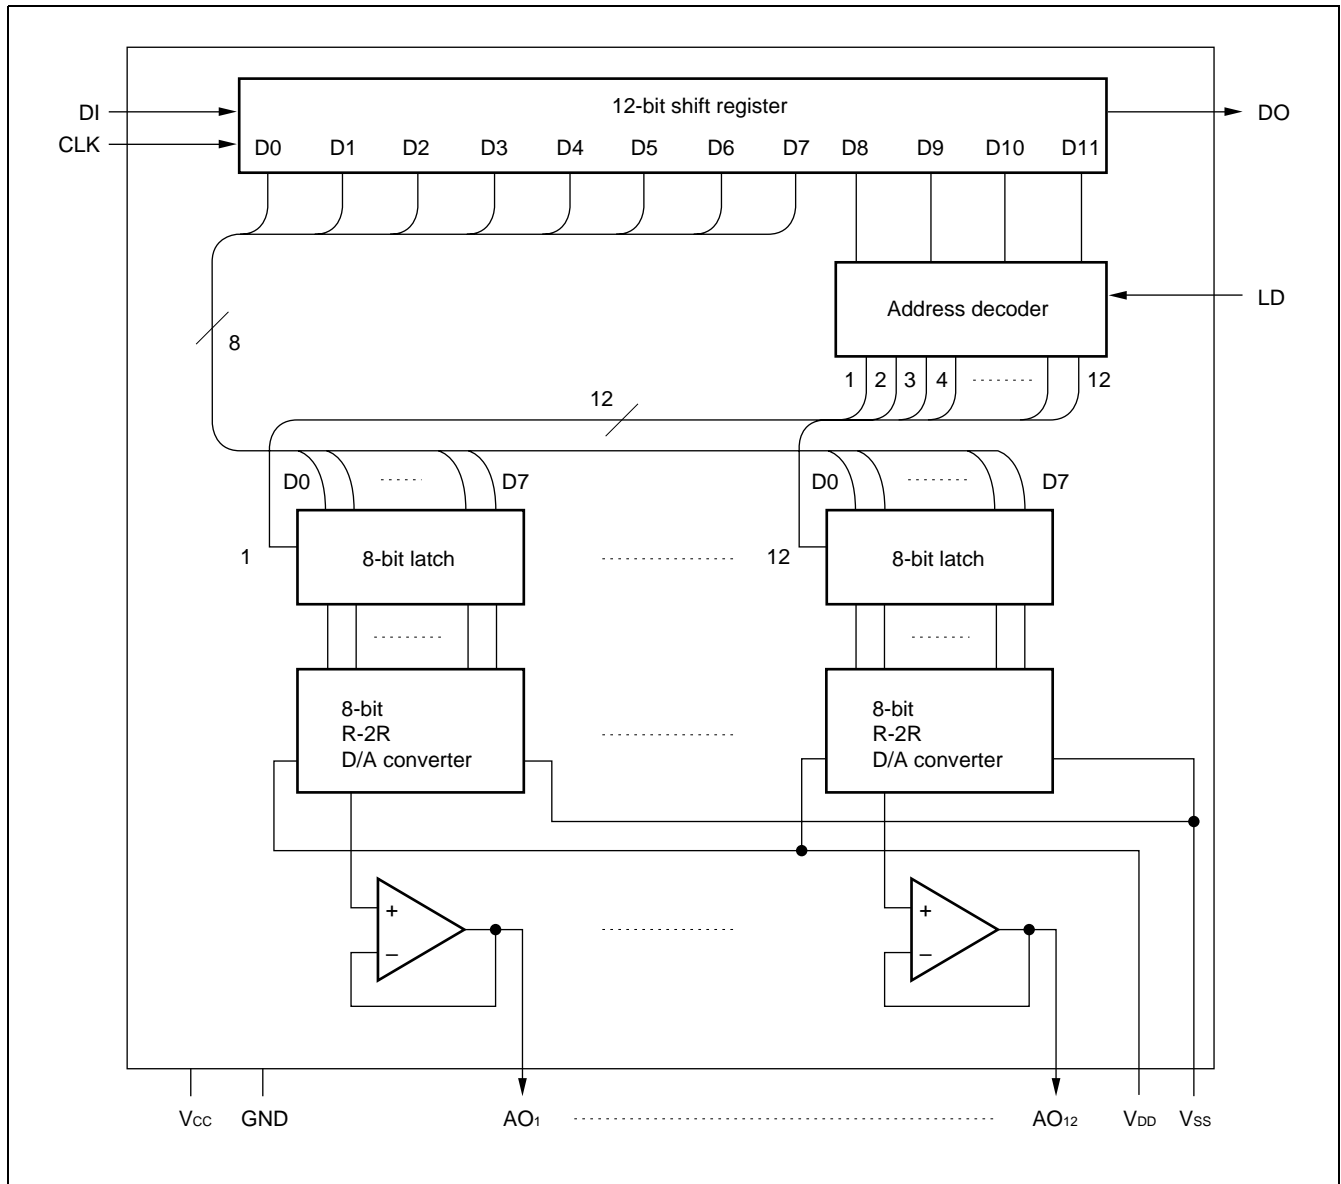 12-bit shift register
DI
DO
CLK
D0 D1 D2 D3 D4 D5 D6 D7 D8 D9 D10 D11
Address decoder
LD
8
1 2 3 4 12
12
D0 D7 D0 D7
1 8-bit latch 12 8-bit latch
8-bit
R-2R
D/A converter
8-bit
R-2R
D/A converter
+ +
– –
VCC GND AO1 AO12 VDD VSS